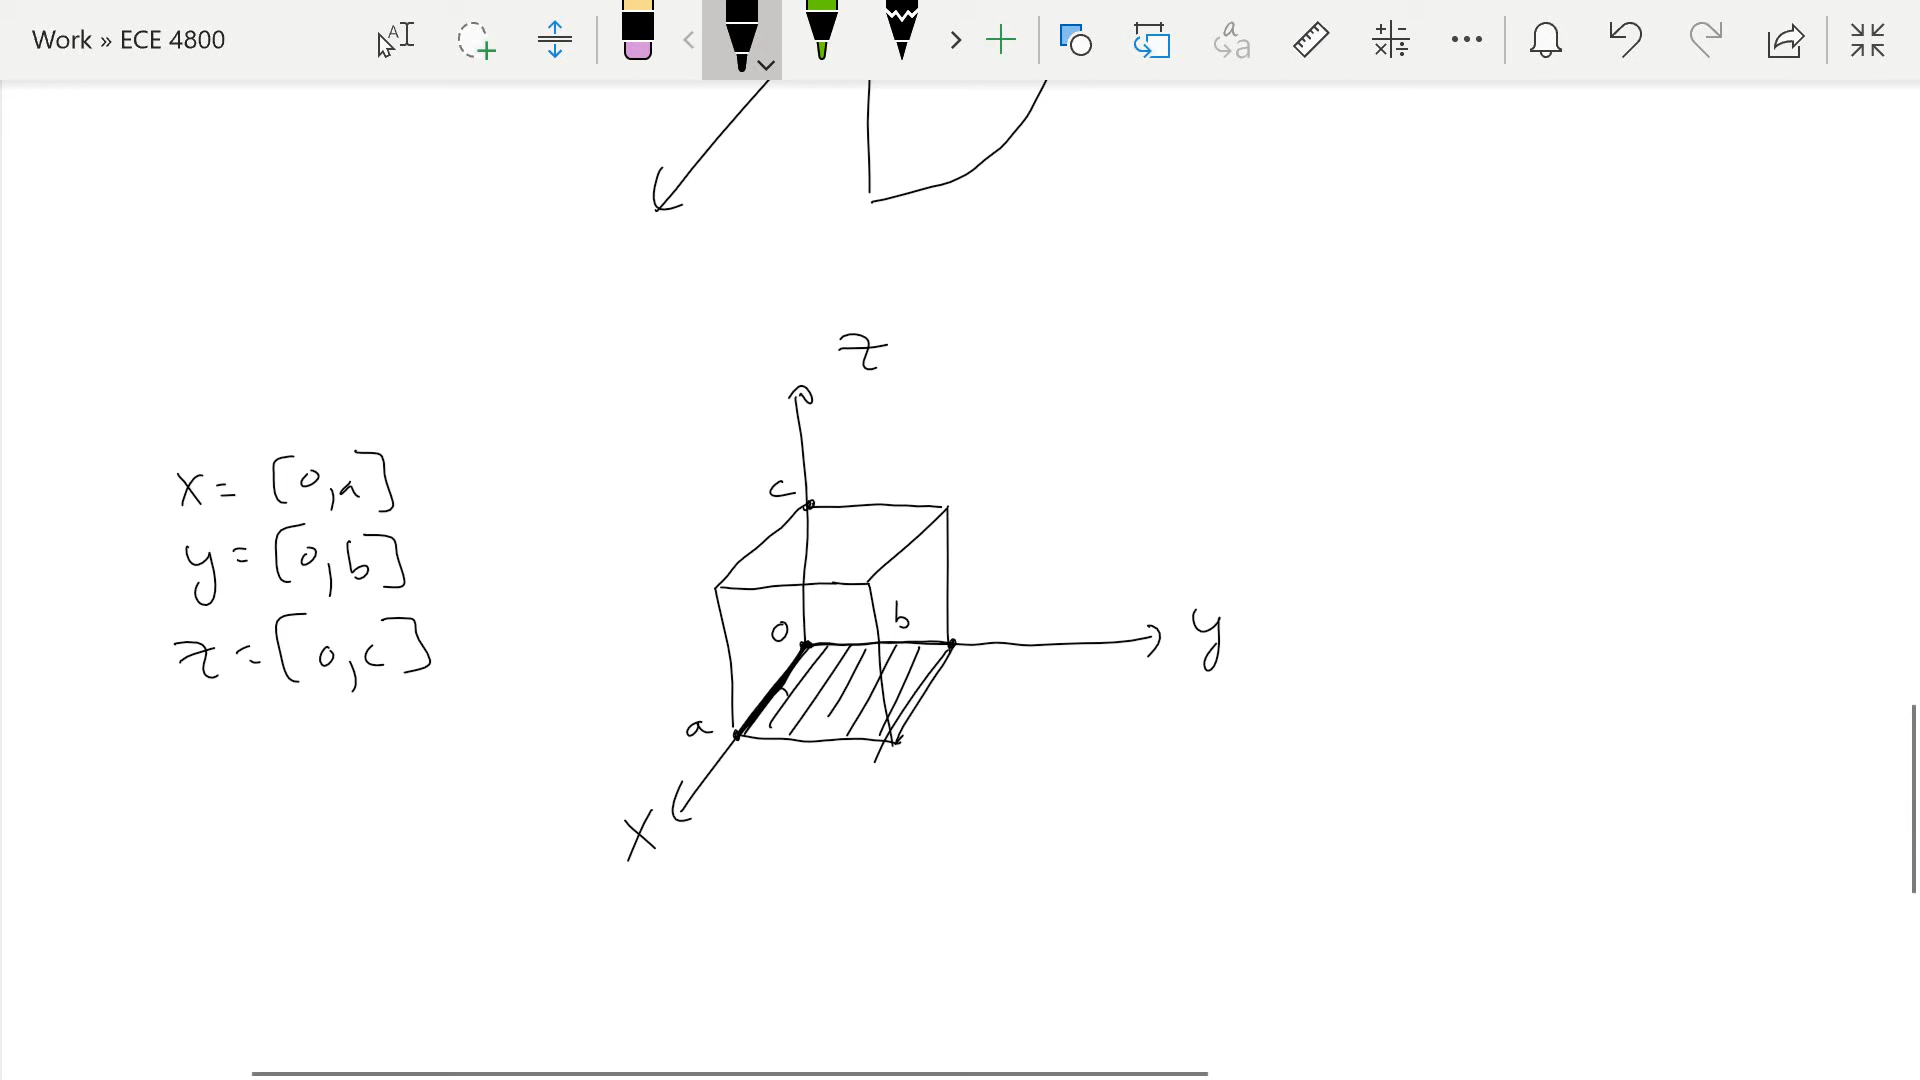 Work » ECE 4800
z
x = [0,a]
c
y = [0,b]
0
b
y
z = [0,c]
a
x